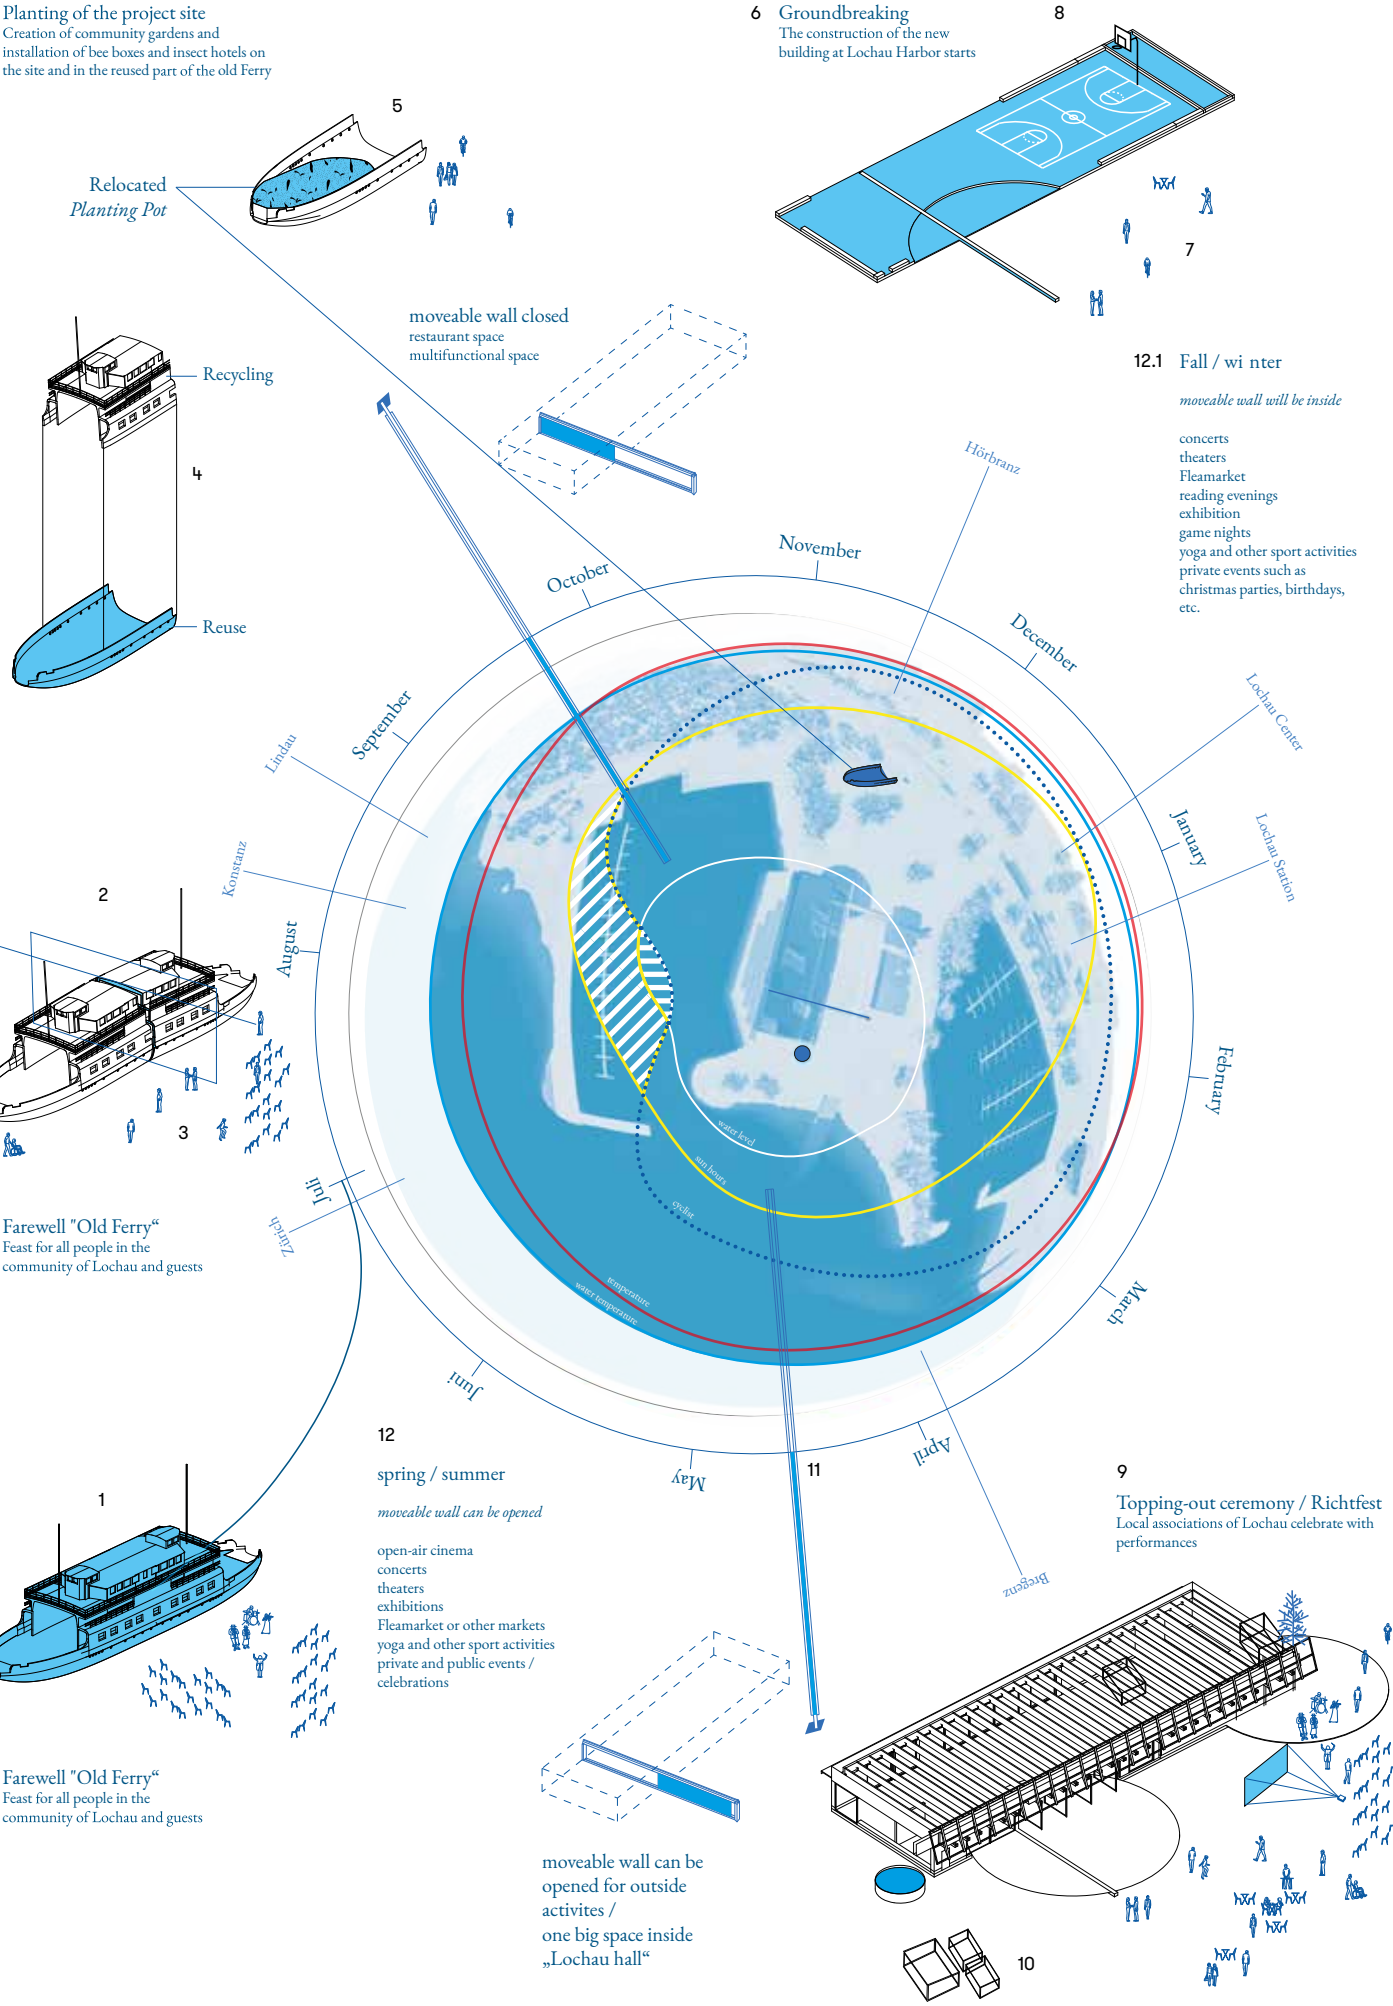 Planting of the project site
Creation of community gardens and
installation of bee boxes and insect hotels on
the site and in the reused part of the old Ferry
6
Groundbreaking
The construction of the new
building at Lochau Harbor starts
8
5
Relocated
Planting Pot
7
moveable wall closed
restaurant space
multifunctional space
Recycling
4
Reuse
12.1
Fall / wi nter
moveable wall will be inside
concerts
theaters
Fleamarket
reading evenings
exhibition
game nights
yoga and other sport activities
private events such as
christmas parties, birthdays,
etc.
Hörbranz
November
October
December
September
Lindau
Lochau Center
January
Lochau Station
Konstanz
August
2
3
February
Juli
Zürich
March
Juni
May
April
Bregenz
water level
sun hours
cyclist
temperature
water temperature
Farewell "Old Ferry“
Feast for all people in the
community of Lochau and guests
1
12
spring / summer
moveable wall can be opened
open-air cinema
concerts
theaters
exhibitions
Fleamarket or other markets
yoga and other sport activities
private and public events /
celebrations
11
9
Topping-out ceremony / Richtfest
Local associations of Lochau celebrate with
performances
Farewell "Old Ferry“
Feast for all people in the
community of Lochau and guests
moveable wall can be
opened for outside
activites /
one big space inside
„Lochau hall“
10